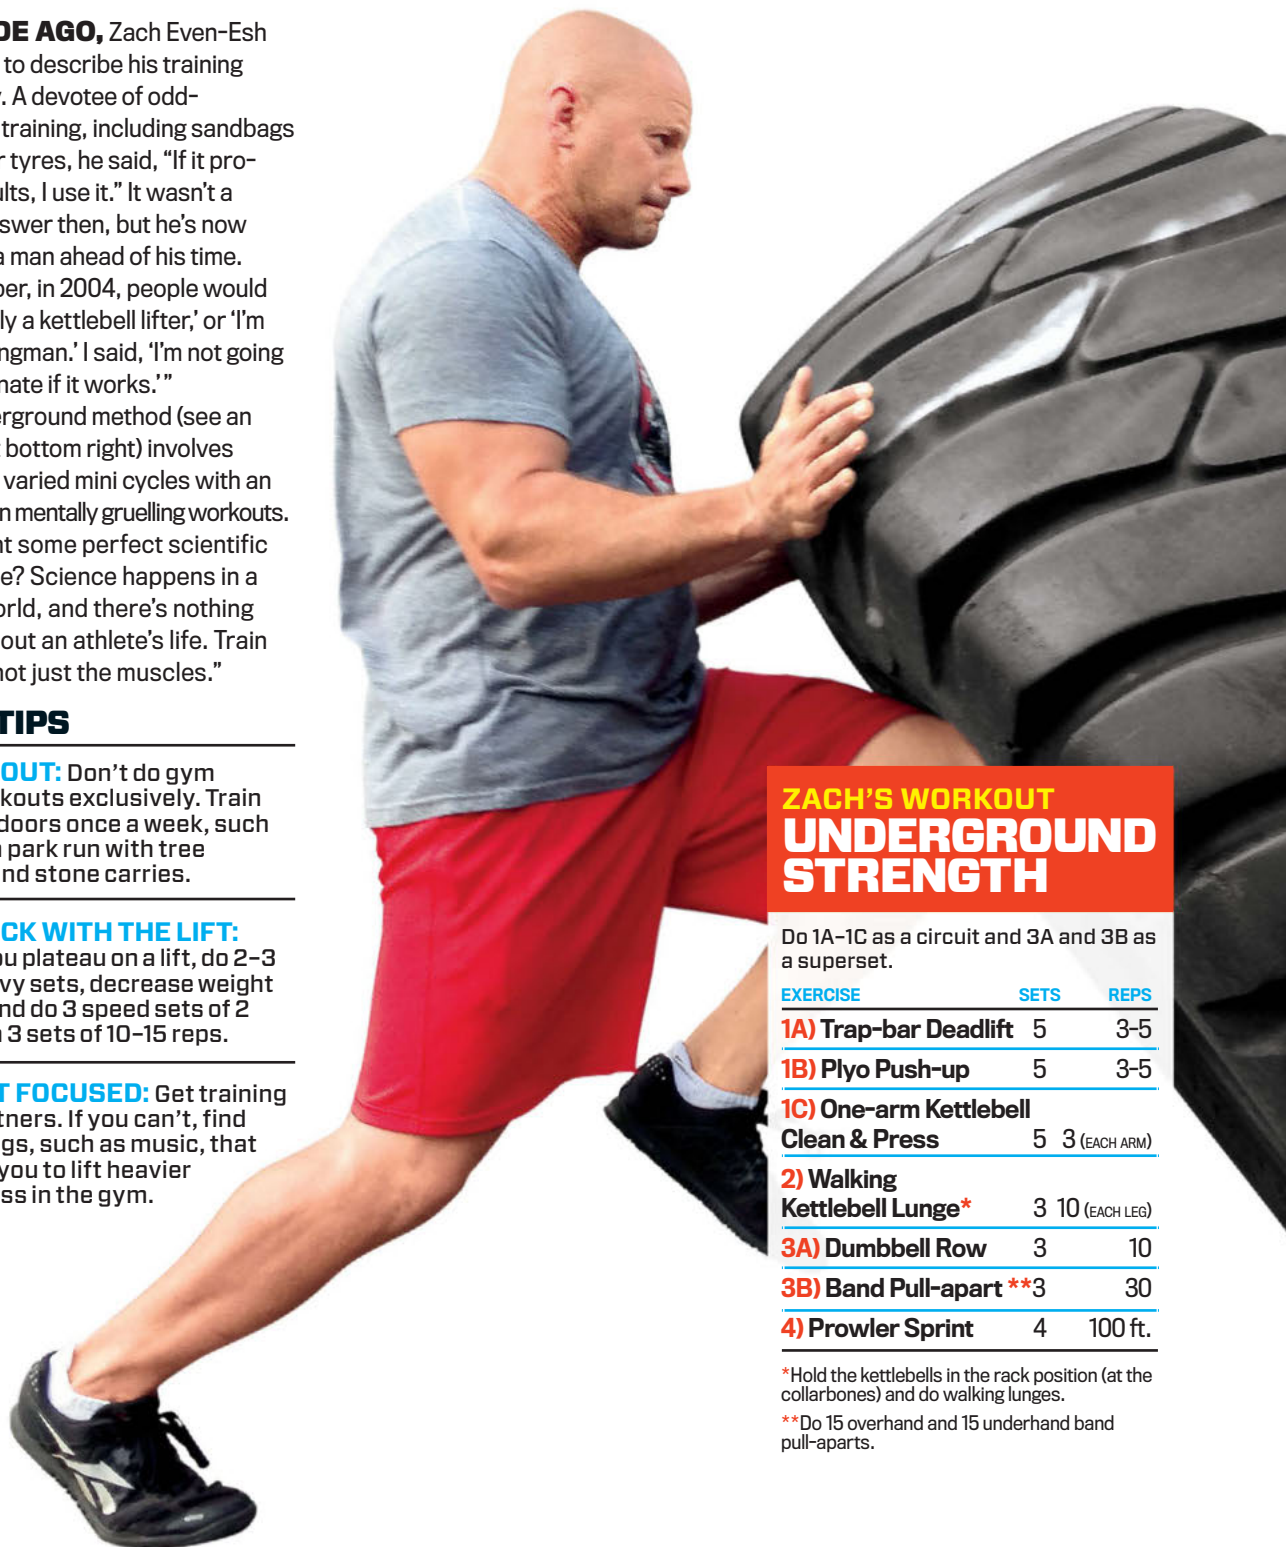 DE AGO, Zach Even-Esh
to describe his training
. A devotee of odd-
training, including sandbags
r tyres, he said, “If it pro-
ults, I use it.” It wasn’t a
swer then, but he’s now
a man ahead of his time.
ber, in 2004, people would
ly a kettlebell lifter,’ or ‘I’m
ngman.’ I said, ‘I’m not going
nate if it works.’”
erground method (see an
t bottom right) involves
varied mini cycles with an
n mentally gruelling workouts.
nt some perfect scientific
e? Science happens in a
orld, and there’s nothing
out an athlete’s life. Train
not just the muscles.”
TIPS
OUT: Don’t do gym
kouts exclusively. Train
doors once a week, such
a park run with tree
nd stone carries.
CK WITH THE LIFT:
ou plateau on a lift, do 2–3
vy sets, decrease weight
nd do 3 speed sets of 2
n 3 sets of 10–15 reps.
T FOCUSED: Get training
tners. If you can’t, find
gs, such as music, that
you to lift heavier
ss in the gym.
ZACH’S WORKOUT
UNDERGROUND
STRENGTH
Do 1A–1C as a circuit and 3A and 3B as
a superset.
EXERCISE SETS REPS
1A) Trap-bar Deadlift 5 3-5
1B) Plyo Push-up 5 3-5
1C) One-arm Kettlebell
Clean & Press 5 3 (EACH ARM)
2) Walking
Kettlebell Lunge* 3 10 (EACH LEG)
3A) Dumbbell Row 3 10
3B) Band Pull-apart **3 30
4) Prowler Sprint 4 100 ft.
*Hold the kettlebells in the rack position (at the
collarbones) and do walking lunges.
**Do 15 overhand and 15 underhand band
pull-aparts.